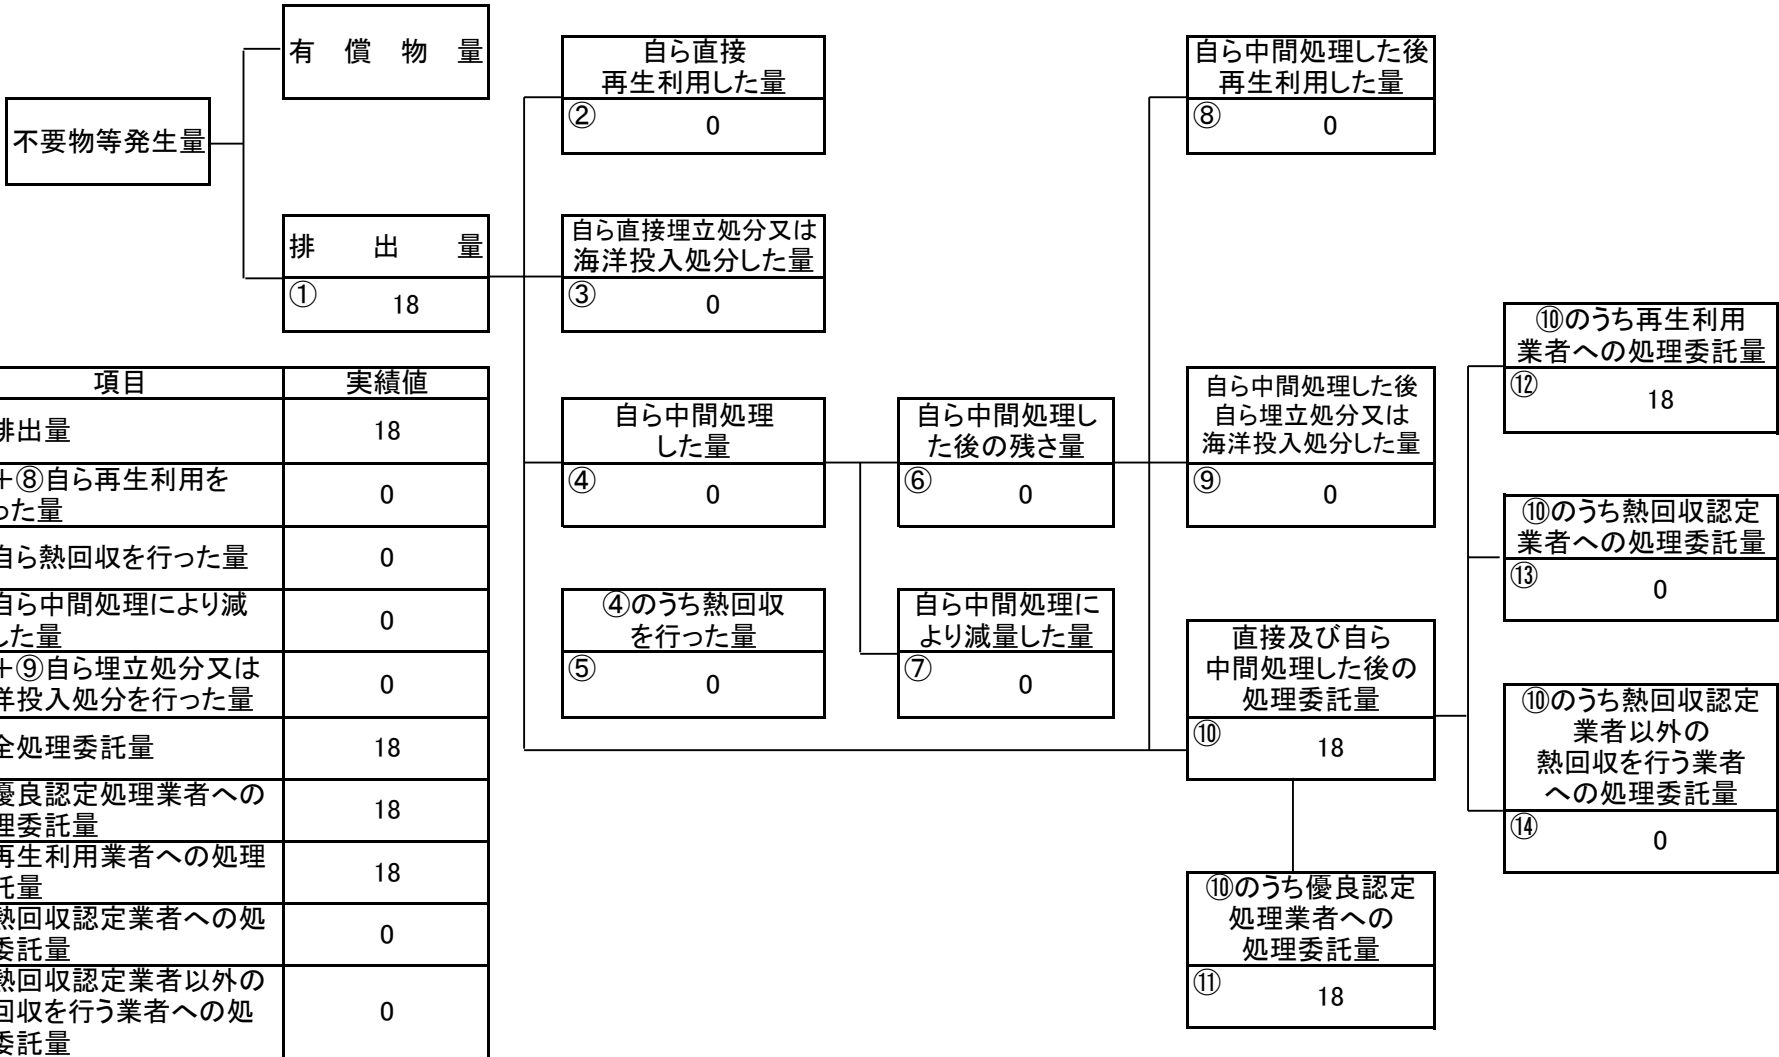 有償物量
不要物等発生量
排出量
①
18
自ら直接
再生利用した量
②
0
自ら直接埋立処分又は
海洋投入処分した量
③
0
自ら中間処理
した量
④
0
④のうち熱回収
を行った量
⑤
0
自ら中間処理し
た後の残さ量
⑥
0
自ら中間処理に
より減量した量
⑦
0
自ら中間処理した後
再生利用した量
⑧
0
自ら中間処理した後
自ら埋立処分又は
海洋投入処分した量
⑨
0
直接及び自ら
中間処理した後の
処理委託量
⑩
18
⑩のうち優良認定
処理業者への
処理委託量
⑪
18
⑩のうち再生利用
業者への処理委託量
⑫
18
⑩のうち熱回収認定
業者への処理委託量
⑬
0
⑩のうち熱回収認定
業者以外の
熱回収を行う業者
への処理委託量
⑭
0
項目 実績値
排出量 18
+⑧自ら再生利用を
った量 0
自ら熱回収を行った量 0
自ら中間処理により減
した量 0
+⑨自ら埋立処分又は
洋投入処分を行った量 0
全処理委託量 18
優良認定処理業者への
理委託量 18
再生利用業者への処理
託量 18
熱回収認定業者への処
委託量 0
熱回収認定業者以外の
回収を行う業者への処
委託量 0